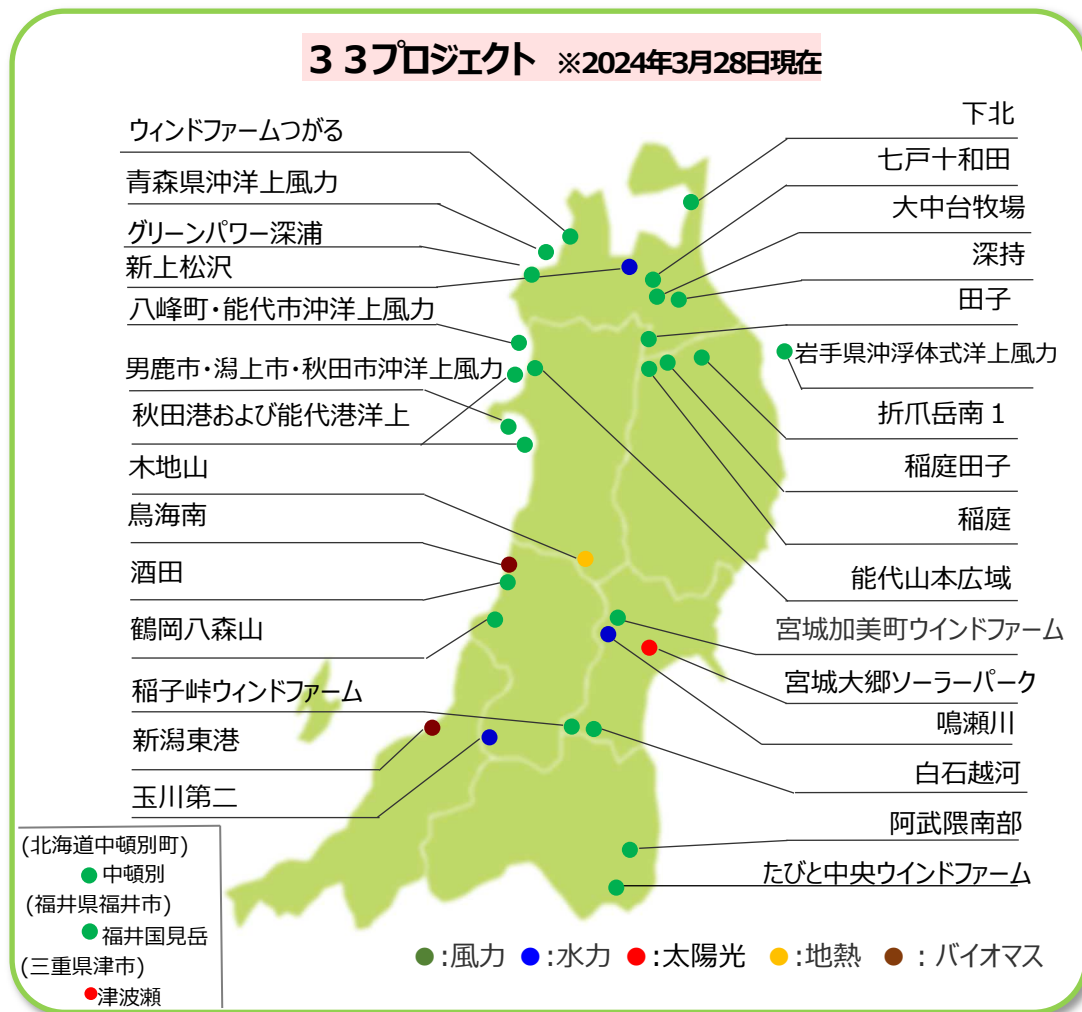 ３３プロジェクト ※2024年3月28日現在
ウィンドファームつがる
青森県沖洋上風力
グリーンパワー深浦
新上松沢
八峰町・能代市沖洋上風力
男鹿市・潟上市・秋田市沖洋上風力
秋田港および能代港洋上
木地山
鳥海南
酒田
鶴岡八森山
稲子峠ウィンドファーム
新潟東港
玉川第二
下北
七戸十和田
大中台牧場
深持
田子
岩手県沖浮体式洋上風力
折爪岳南１
稲庭田子
稲庭
能代山本広域
宮城加美町ウインドファーム
宮城大郷ソーラーパーク
鳴瀬川
白石越河
阿武隈南部
たびと中央ウインドファーム
(北海道中頓別町)
中頓別
(福井県福井市)
福井国見岳
(三重県津市)
津波瀬
:風力 :水力 :太陽光 :地熱 : バイオマス